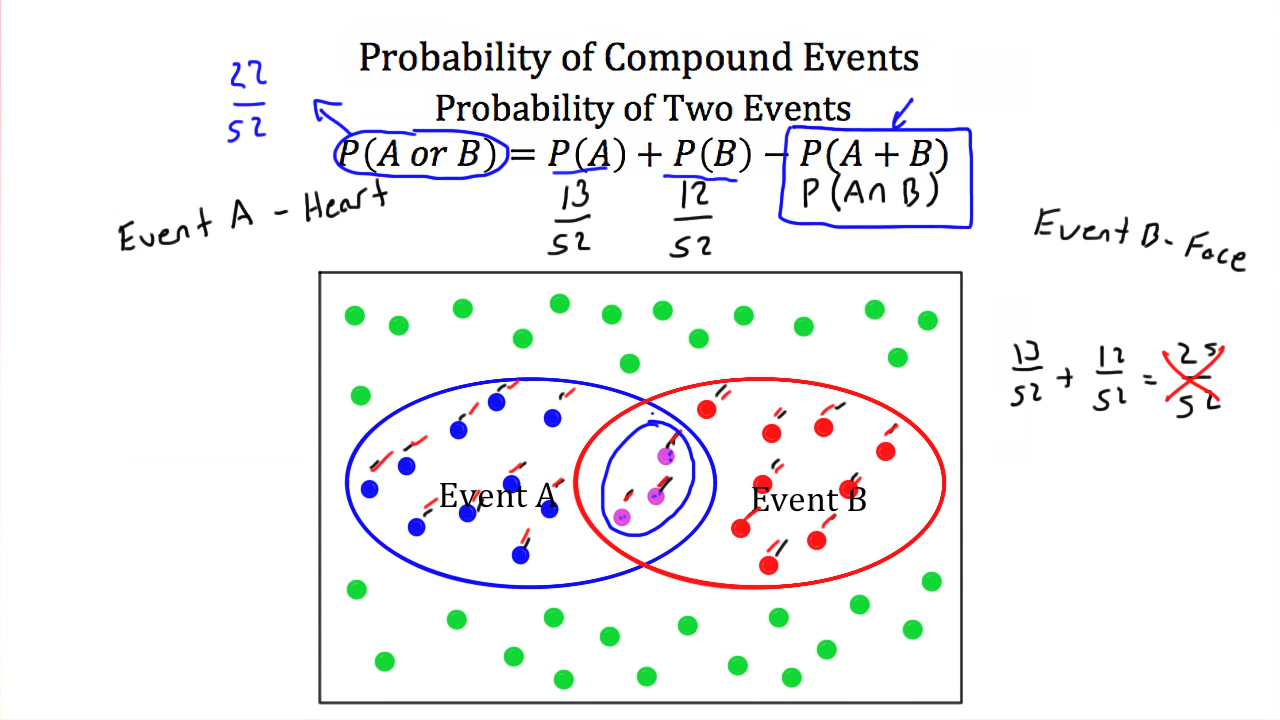 Probability of Compound Events
Probability of Two Events
22
52
P(A or B) = P(A) + P(B) − P(A + B)
P(A∩B)
13
52
12
52
Event A - Heart
Event B - Face
13/52 + 12/52 = 25/52
Event A
Event B